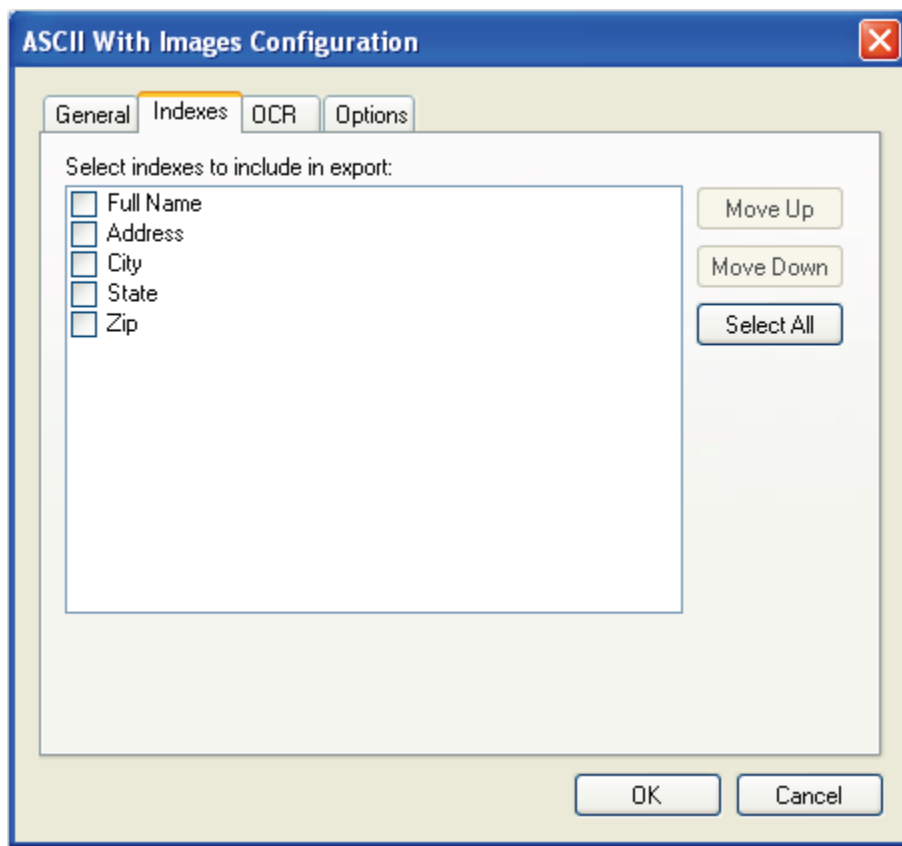 ASCII With Images Configuration
General Indexes OCR Options
Select indexes to include in export:
Full Name
Address
City
State
Zip
Move Up
Move Down
Select All
OK Cancel